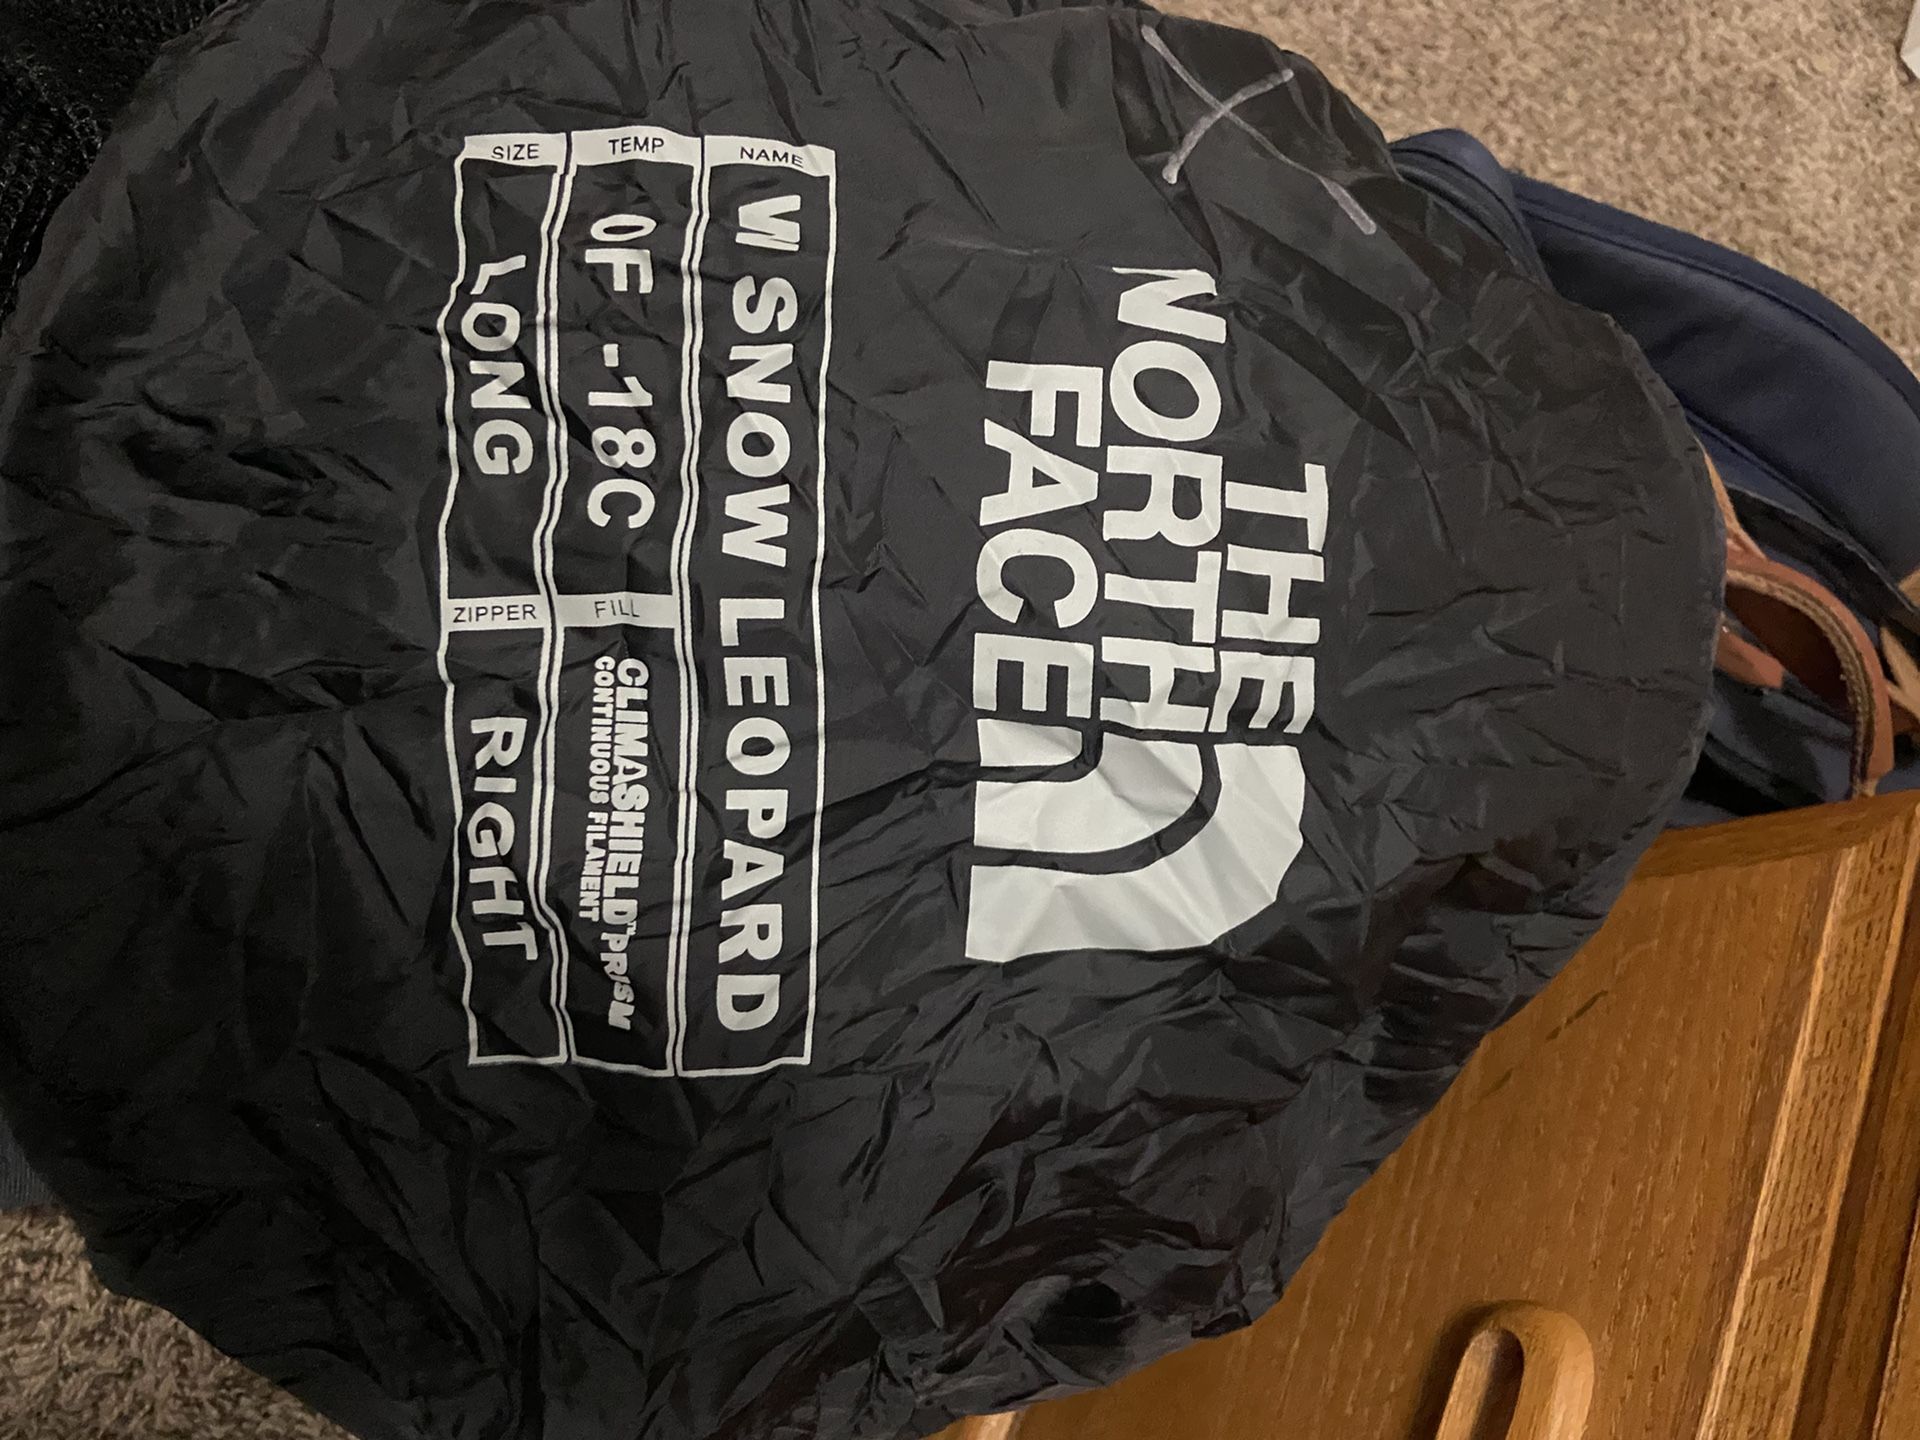 THE
NORTH
FACE
NAME
W SNOW LEOPARD
TEMP
0F -18C
FILL
CLIMASHIELD™ PRISM
CONTINUOUS FILAMENT
SIZE
LONG
ZIPPER
RIGHT